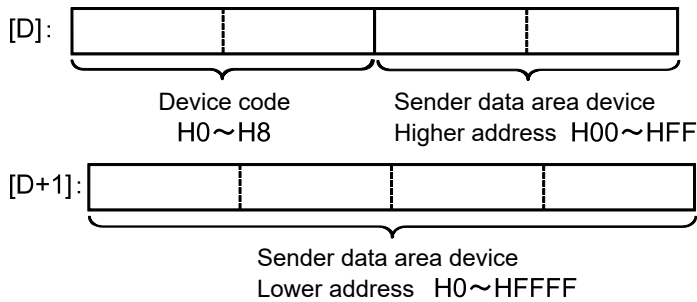 [D]:
Device code
H0～H8
Sender data area device
Higher address H00～HFF
[D+1]:
Sender data area device
Lower address H0～HFFFF